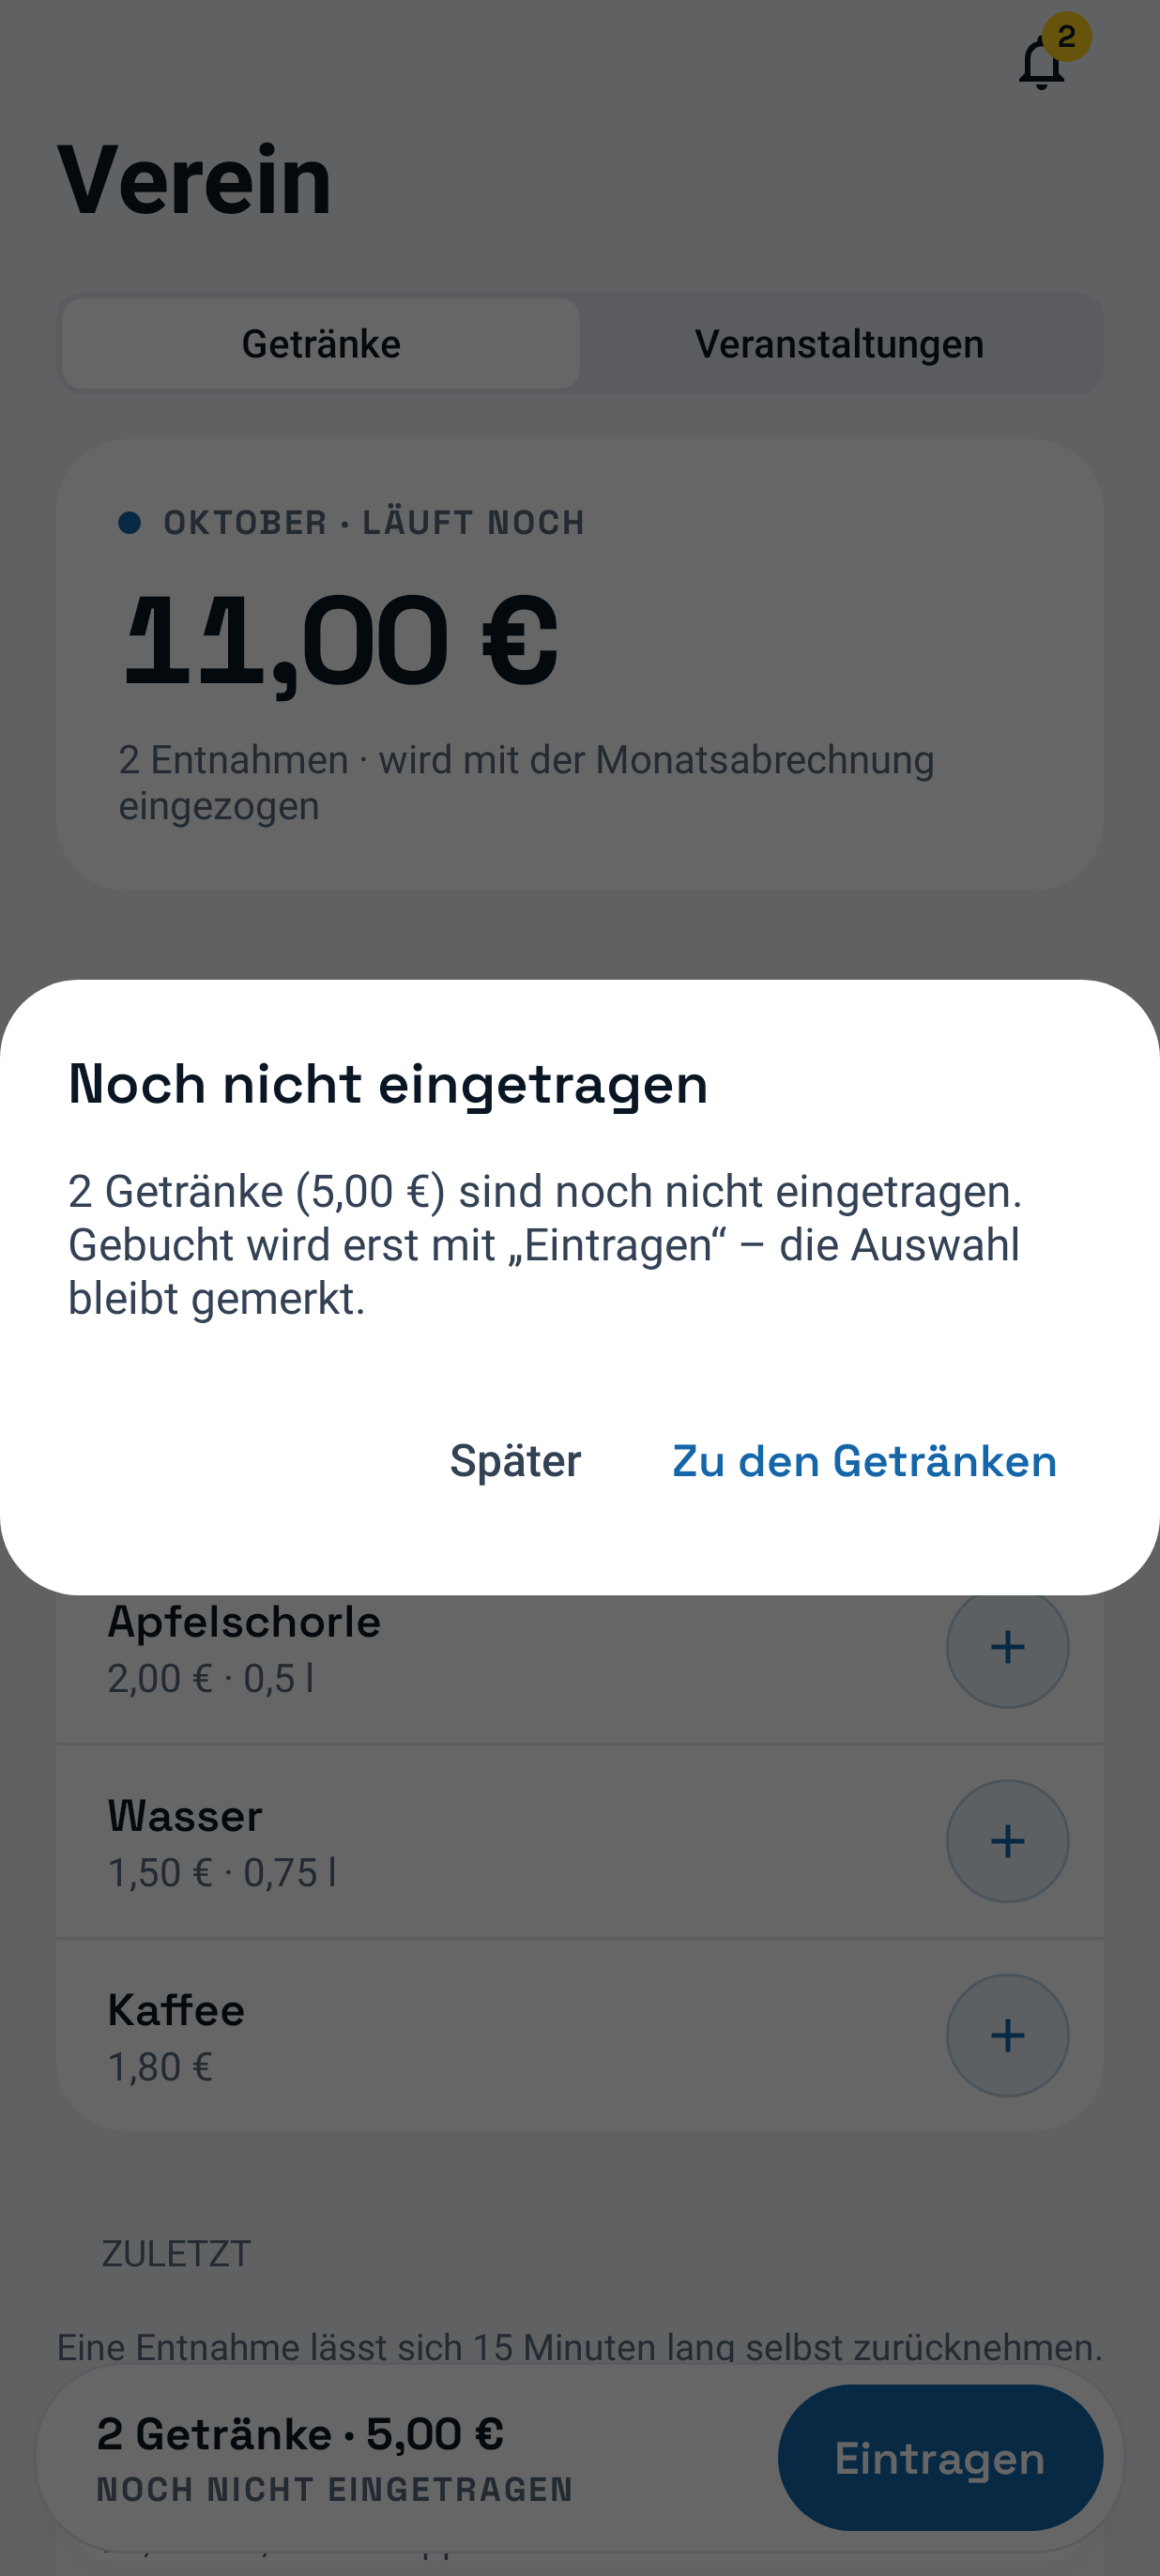 2
Verein
Getränke
Veranstaltungen
OKTOBER · LÄUFT NOCH
11,00 €
2 Entnahmen · wird mit der Monatsabrechnung
eingezogen
Noch nicht eingetragen
2 Getränke (5,00 €) sind noch nicht eingetragen.
Gebucht wird erst mit „Eintragen“ – die Auswahl
bleibt gemerkt.
Später
Zu den Getränken
Apfelschorle
2,00 € · 0,5 l
Wasser
1,50 € · 0,75 l
Kaffee
1,80 €
ZULETZT
Eine Entnahme lässt sich 15 Minuten lang selbst zurücknehmen.
2 Getränke · 5,00 €
NOCH NICHT EINGETRAGEN
Eintragen